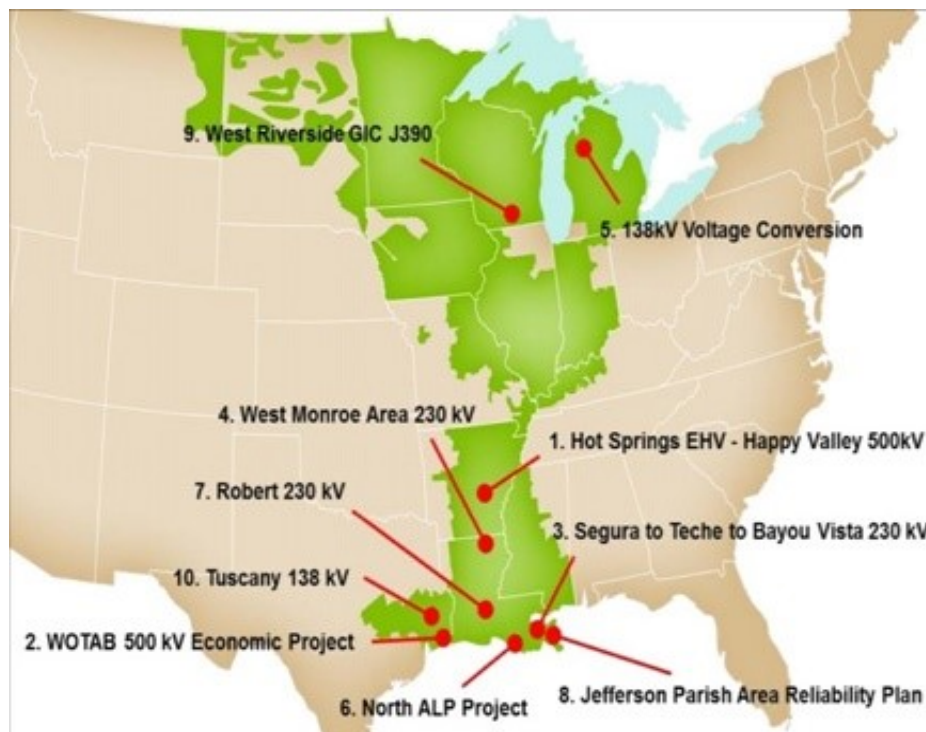 9. West Riverside GIC J390
5. 138kV Voltage Conversion
4. West Monroe Area 230 kV
1. Hot Springs EHV - Happy Valley 500kV
7. Robert 230 kV
3. Segura to Teche to Bayou Vista 230 kV
10. Tuscany 138 kV
2. WOTAB 500 kV Economic Project
6. North ALP Project
8. Jefferson Parish Area Reliability Plan